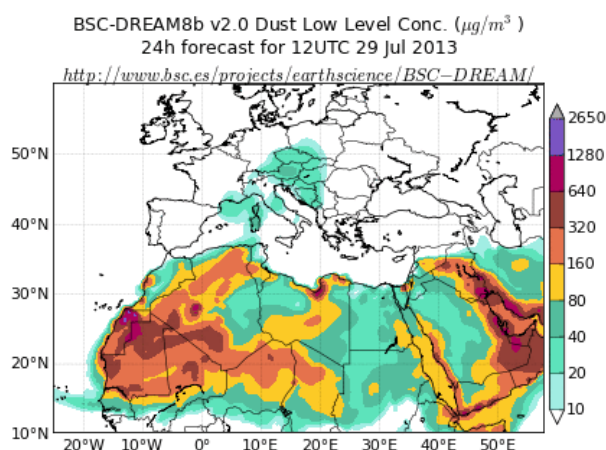 BSC-DREAM8b v2.0 Dust Low Level Conc. (μg/m³ )
24h forecast for 12UTC 29 Jul 2013
http://www.bsc.es/projects/earthscience/BSC−DREAM/
50°N
40°N
30°N
20°N
10°N
20°W 10°W 0° 10°E 20°E 30°E 40°E 50°E
2650
1280
640
320
160
80
40
20
10